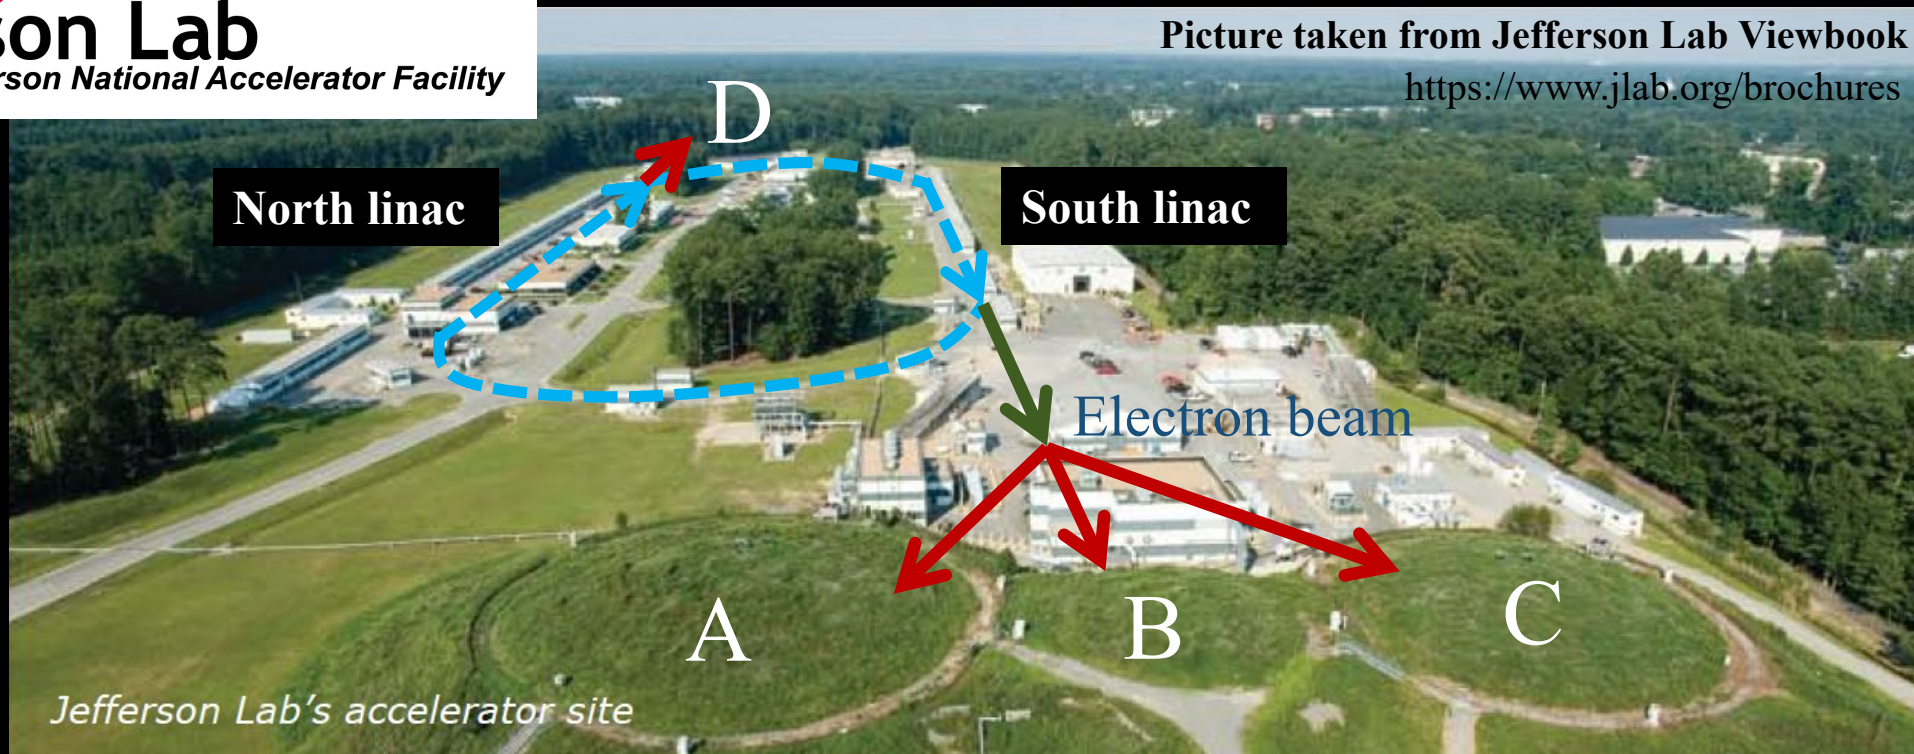 on Lab
rson National Accelerator Facility
Picture taken from Jefferson Lab Viewbook
https://www.jlab.org/brochures
D
North linac
South linac
Electron beam
A
B
C
Jefferson Lab's accelerator site